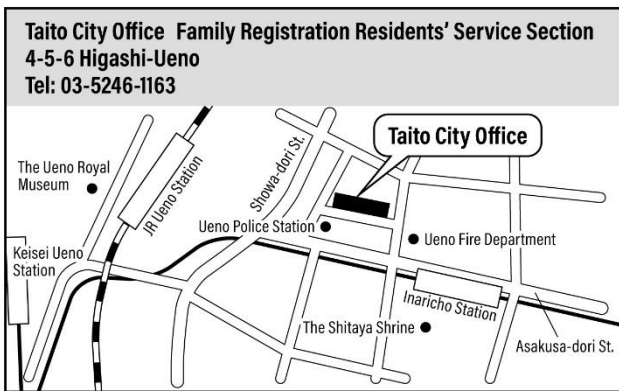 Taito City Office Family Registration Residents’ Service Section
4-5-6 Higashi-Ueno
Tel: 03-5246-1163
Taito City Office
The Ueno Royal
Museum
JR Ueno Station
Showa-dori St.
Ueno Police Station
Ueno Fire Department
Keisei Ueno
Station
Inaricho Station
The Shitaya Shrine
Asakusa-dori St.